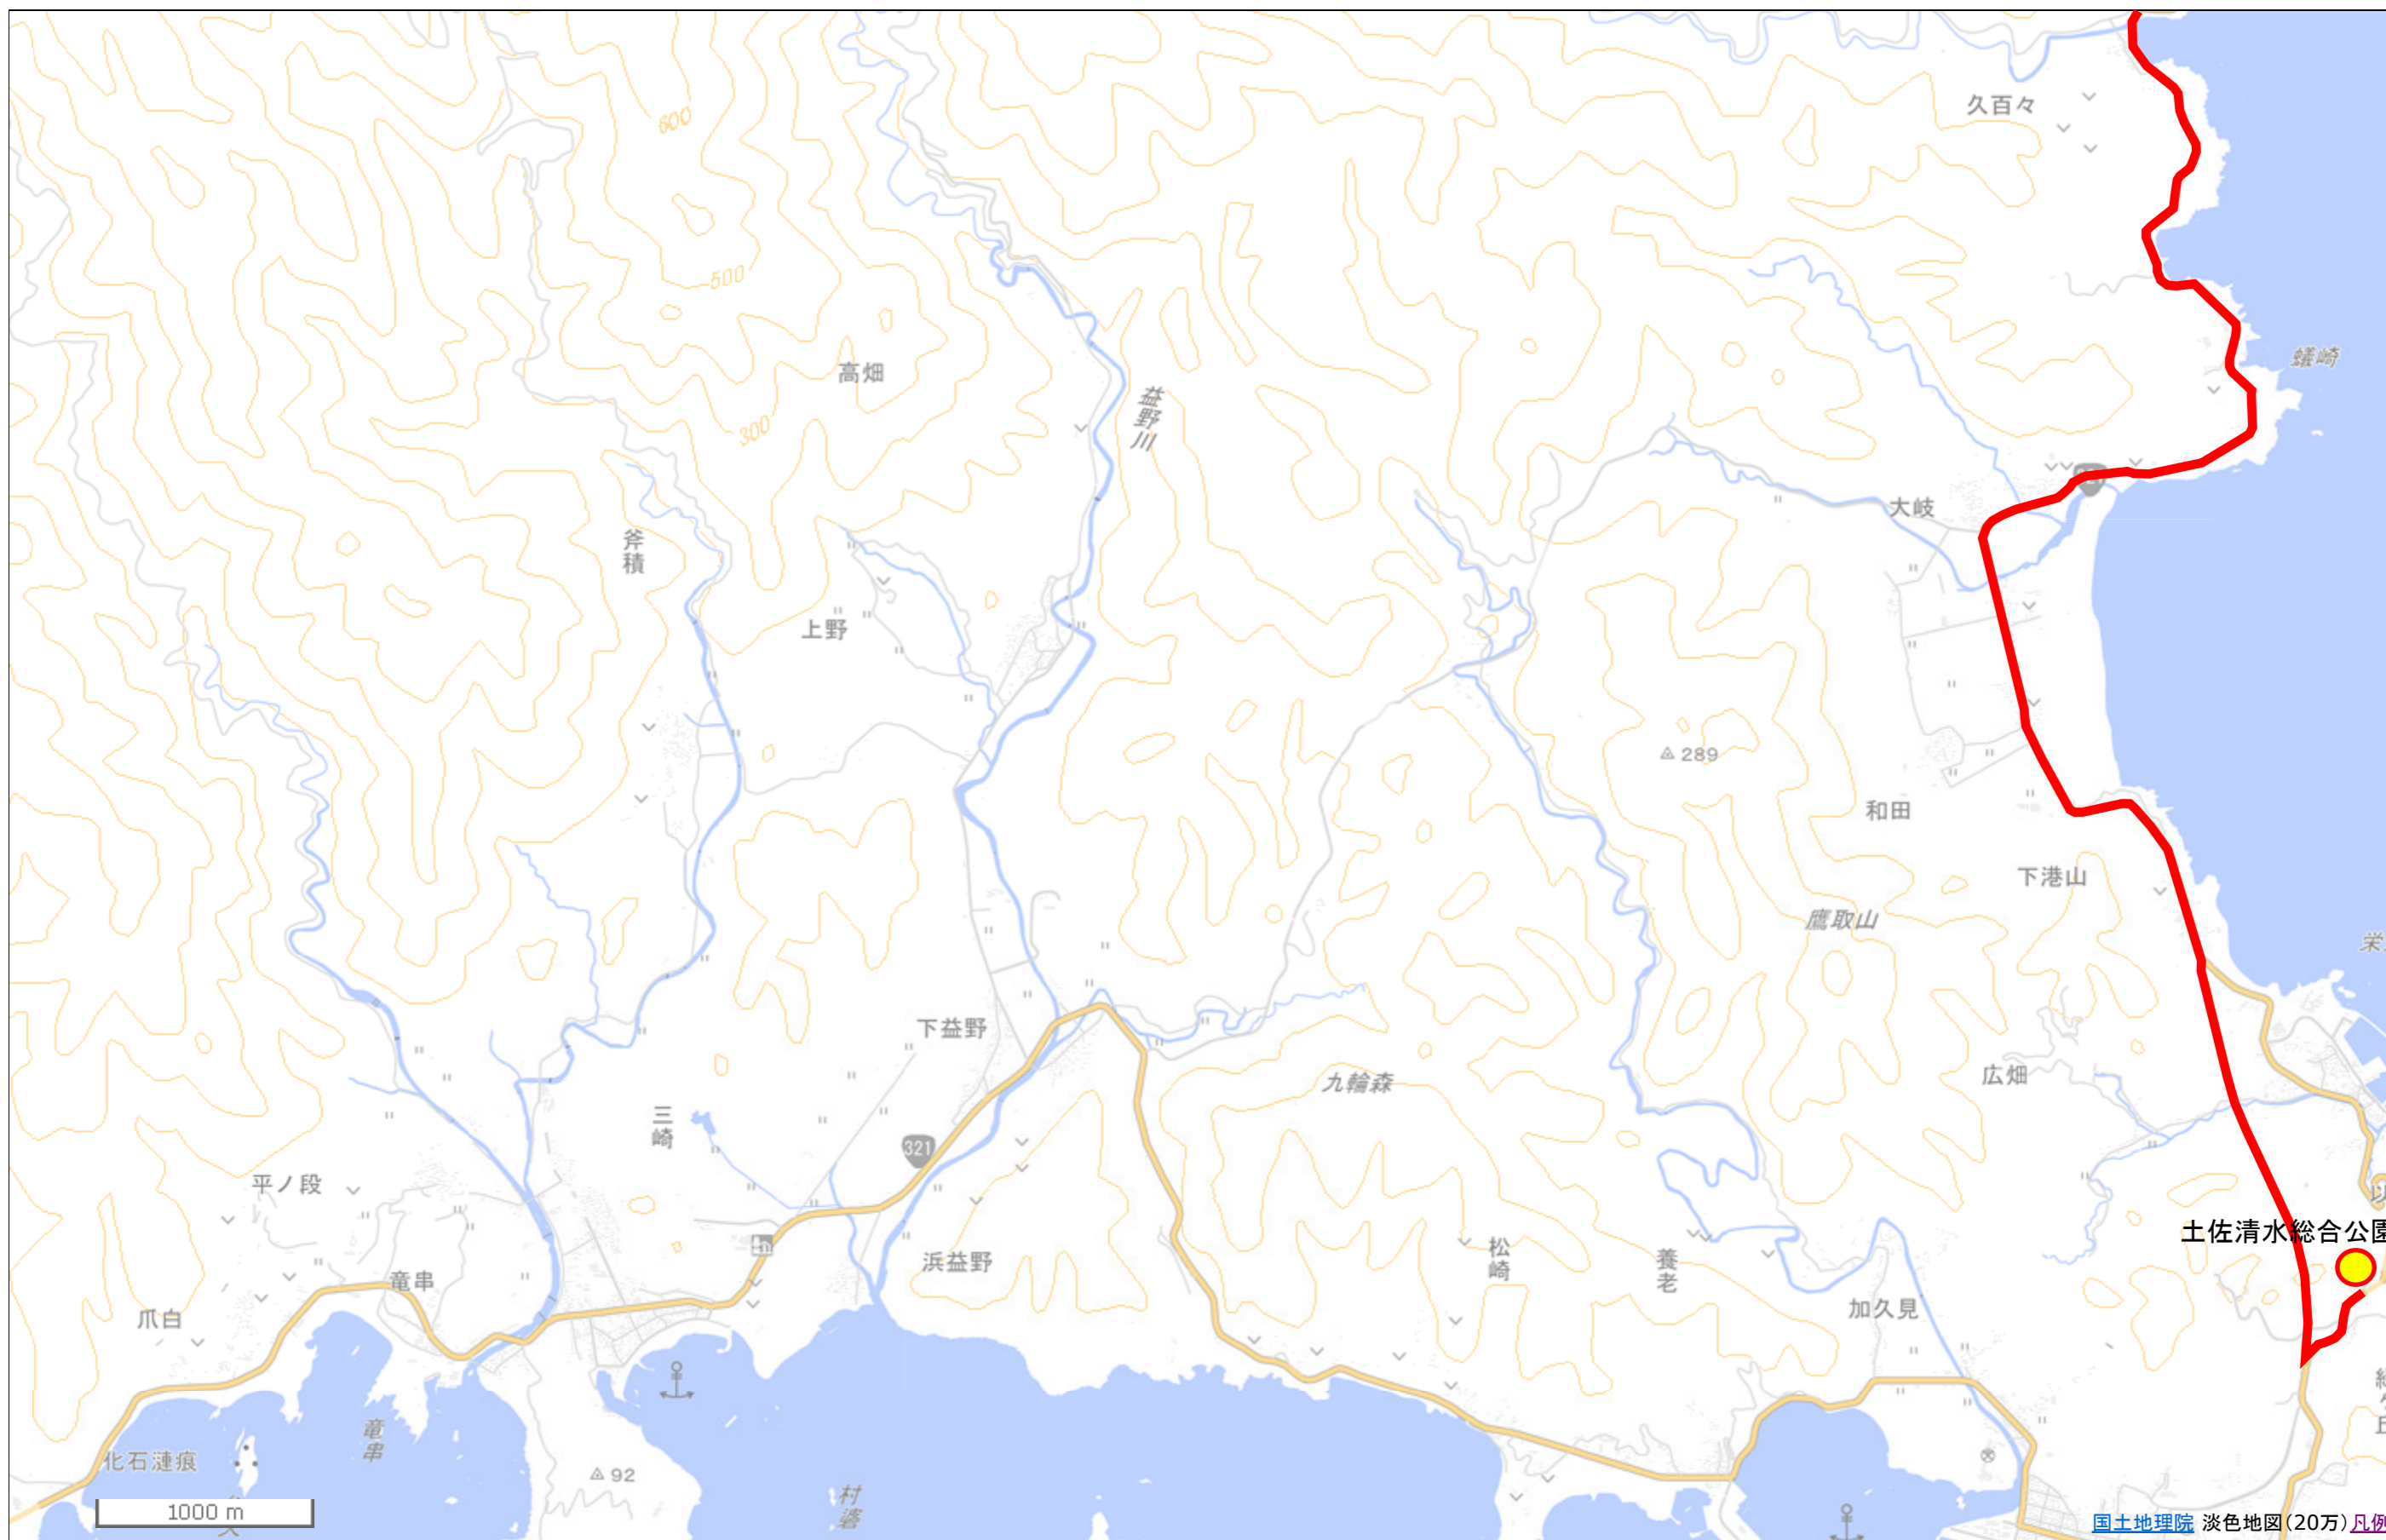 600
久百々
500
蟻崎
高畑
益野川
300
大岐
斧積
上野
289
和田
下港山
鷹取山
下益野
九輪森
広畑
三崎
321
平ノ段
以
土佐清水総合公園
松崎
養老
浜益野
竜串
加久見
爪白
竜串
化石漣痕
92
1000 m
国土地理院 淡色地図(20万)凡例